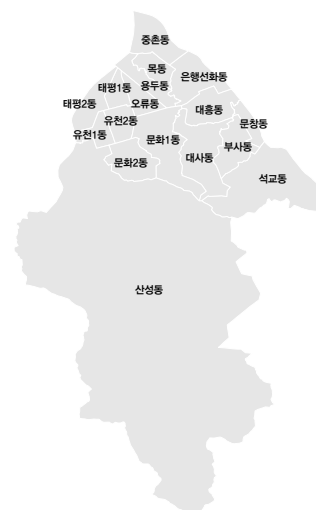 중촌동
목동
은행선화동
태평1동
용두동
태평2동
오류동
대흥동
유천2동
문창동
유천1동
문화1동
부사동
문화2동
대사동
석교동
산성동